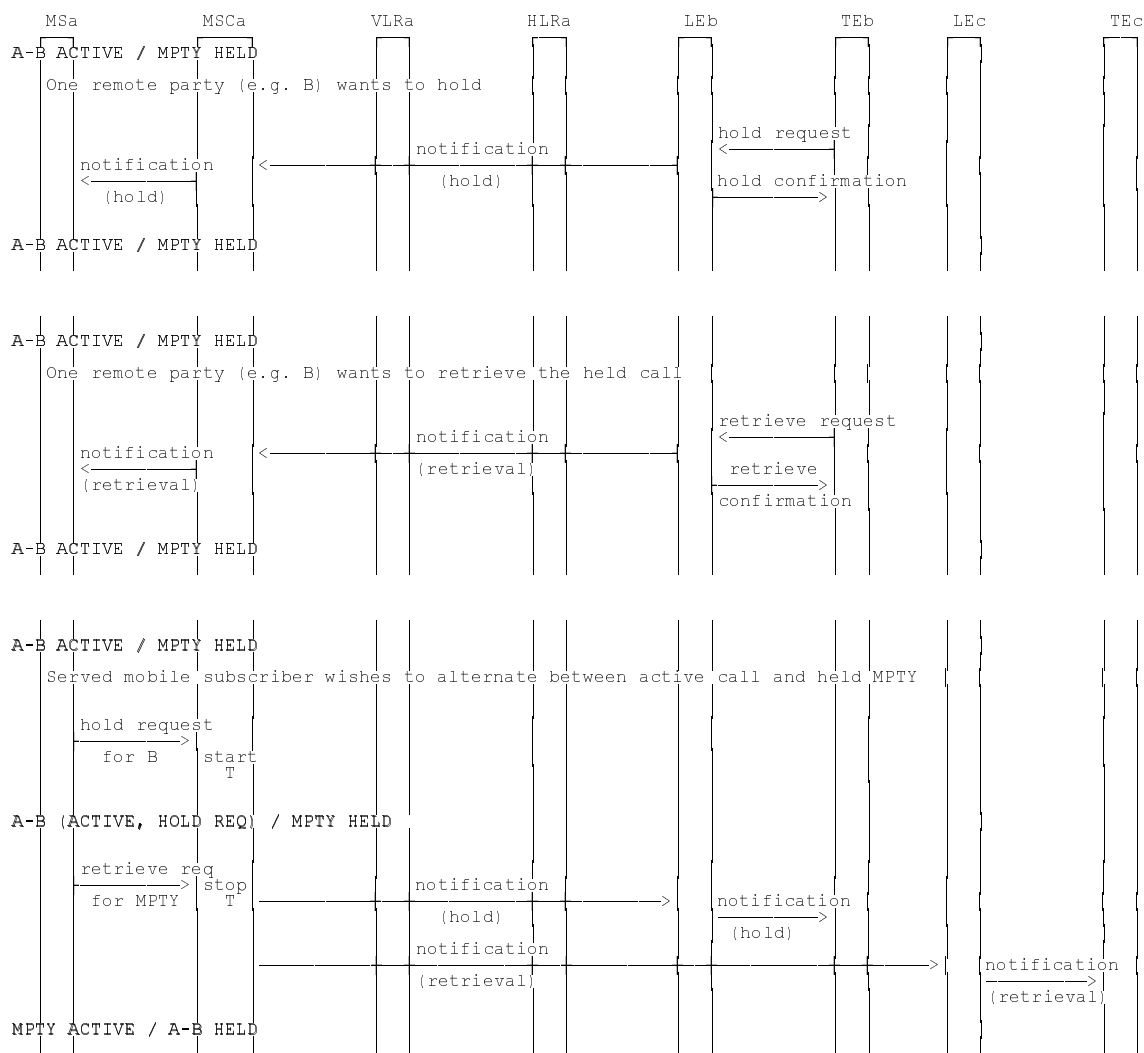 MSa MSCa VLRa HLRa LEb TEb LEc TEc
A-B ACTIVE / MPTY HELD
One remote party (e.g. B) wants to hold
hold request
notification
notification
(hold)
hold confirmation
(hold)
A-B ACTIVE / MPTY HELD
A-B ACTIVE / MPTY HELD
One remote party (e.g. B) wants to retrieve the held call
retrieve request
notification
notification
(retrieval)
retrieve
(retrieval)
confirmation
A-B ACTIVE / MPTY HELD
A-B ACTIVE / MPTY HELD
Served mobile subscriber wishes to alternate between active call and held MPTY
hold request
for B
start
T
A-B (ACTIVE, HOLD REQ) / MPTY HELD
retrieve req
stop
notification
for MPTY
T
notification
(hold)
(hold)
notification
notification
(retrieval)
(retrieval)
MPTY ACTIVE / A-B HELD